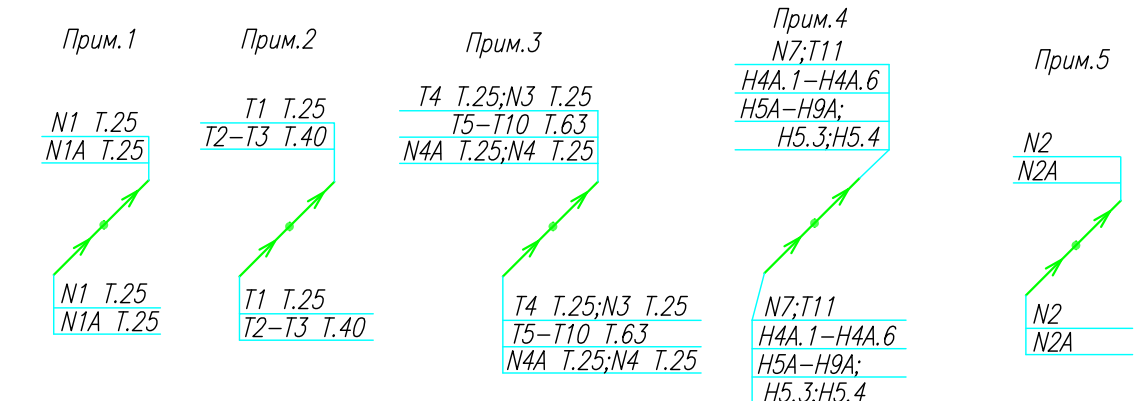 Прим.1
N1 T.25
N1A T.25
N1 T.25
N1A T.25
Прим.2
T1 T.25
T2-T3 T.40
T1 T.25
T2-T3 T.40
Прим.3
T4 T.25;N3 T.25
T5-T10 T.63
N4A T.25;N4 T.25
T4 T.25;N3 T.25
T5-T10 T.63
N4A T.25;N4 T.25
Прим.4
N7;T11
H4A.1-H4A.6
H5A-H9A;
H5.3;H5.4
N7;T11
H4A.1-H4A.6
H5A-H9A;
H5.3;H5.4
Прим.5
N2
N2A
N2
N2A